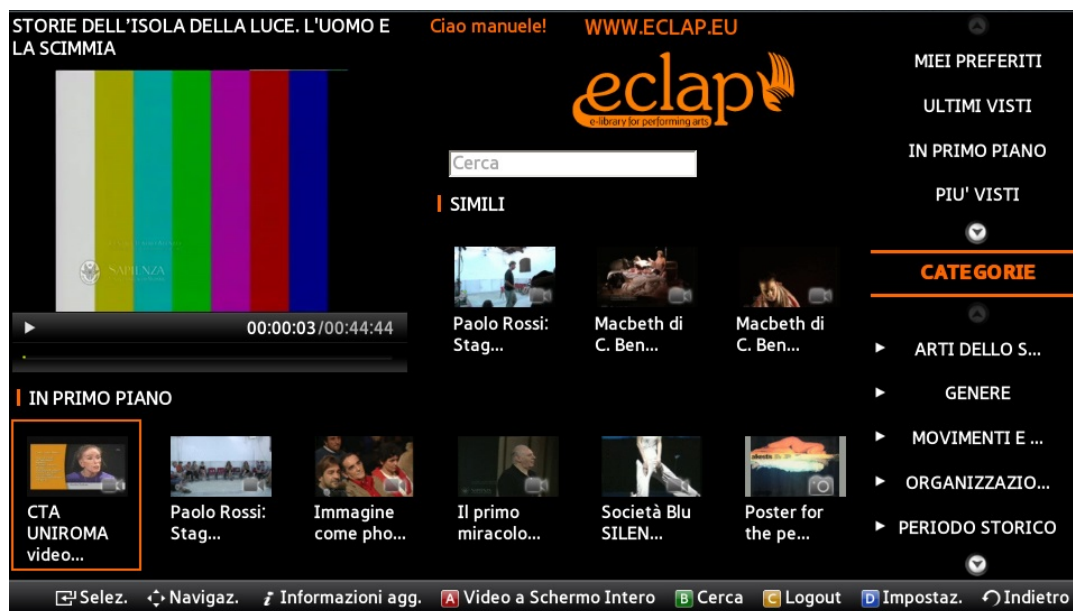 STORIE DELL'ISOLA DELLA LUCE. L'UOMO E
LA SCIMMIA
SAPIENZA
00:00:03/00:44:44
Ciao manuele!
WWW.ECLAP.EU
eclap
e-library for performing arts
Cerca
SIMILI
Paolo Rossi:
Stag...
Macbeth di
C. Ben...
Macbeth di
C. Ben...
IN PRIMO PIANO
CTA
UNIROMA
video...
Paolo Rossi:
Stag...
Immagine
come pho...
Il primo
miracolo...
Società Blu
SILEN...
Poster for
the pe...
MIEI PREFERITI
ULTIMI VISTI
IN PRIMO PIANO
PIU' VISTI
CATEGORIE
ARTI DELLO S...
GENERE
MOVIMENTI E ...
ORGANIZZAZIO...
PERIODO STORICO
Selez. Navigaz. i Informazioni agg. A Video a Schermo Intero B Cerca C Logout D Impostaz. Indietro